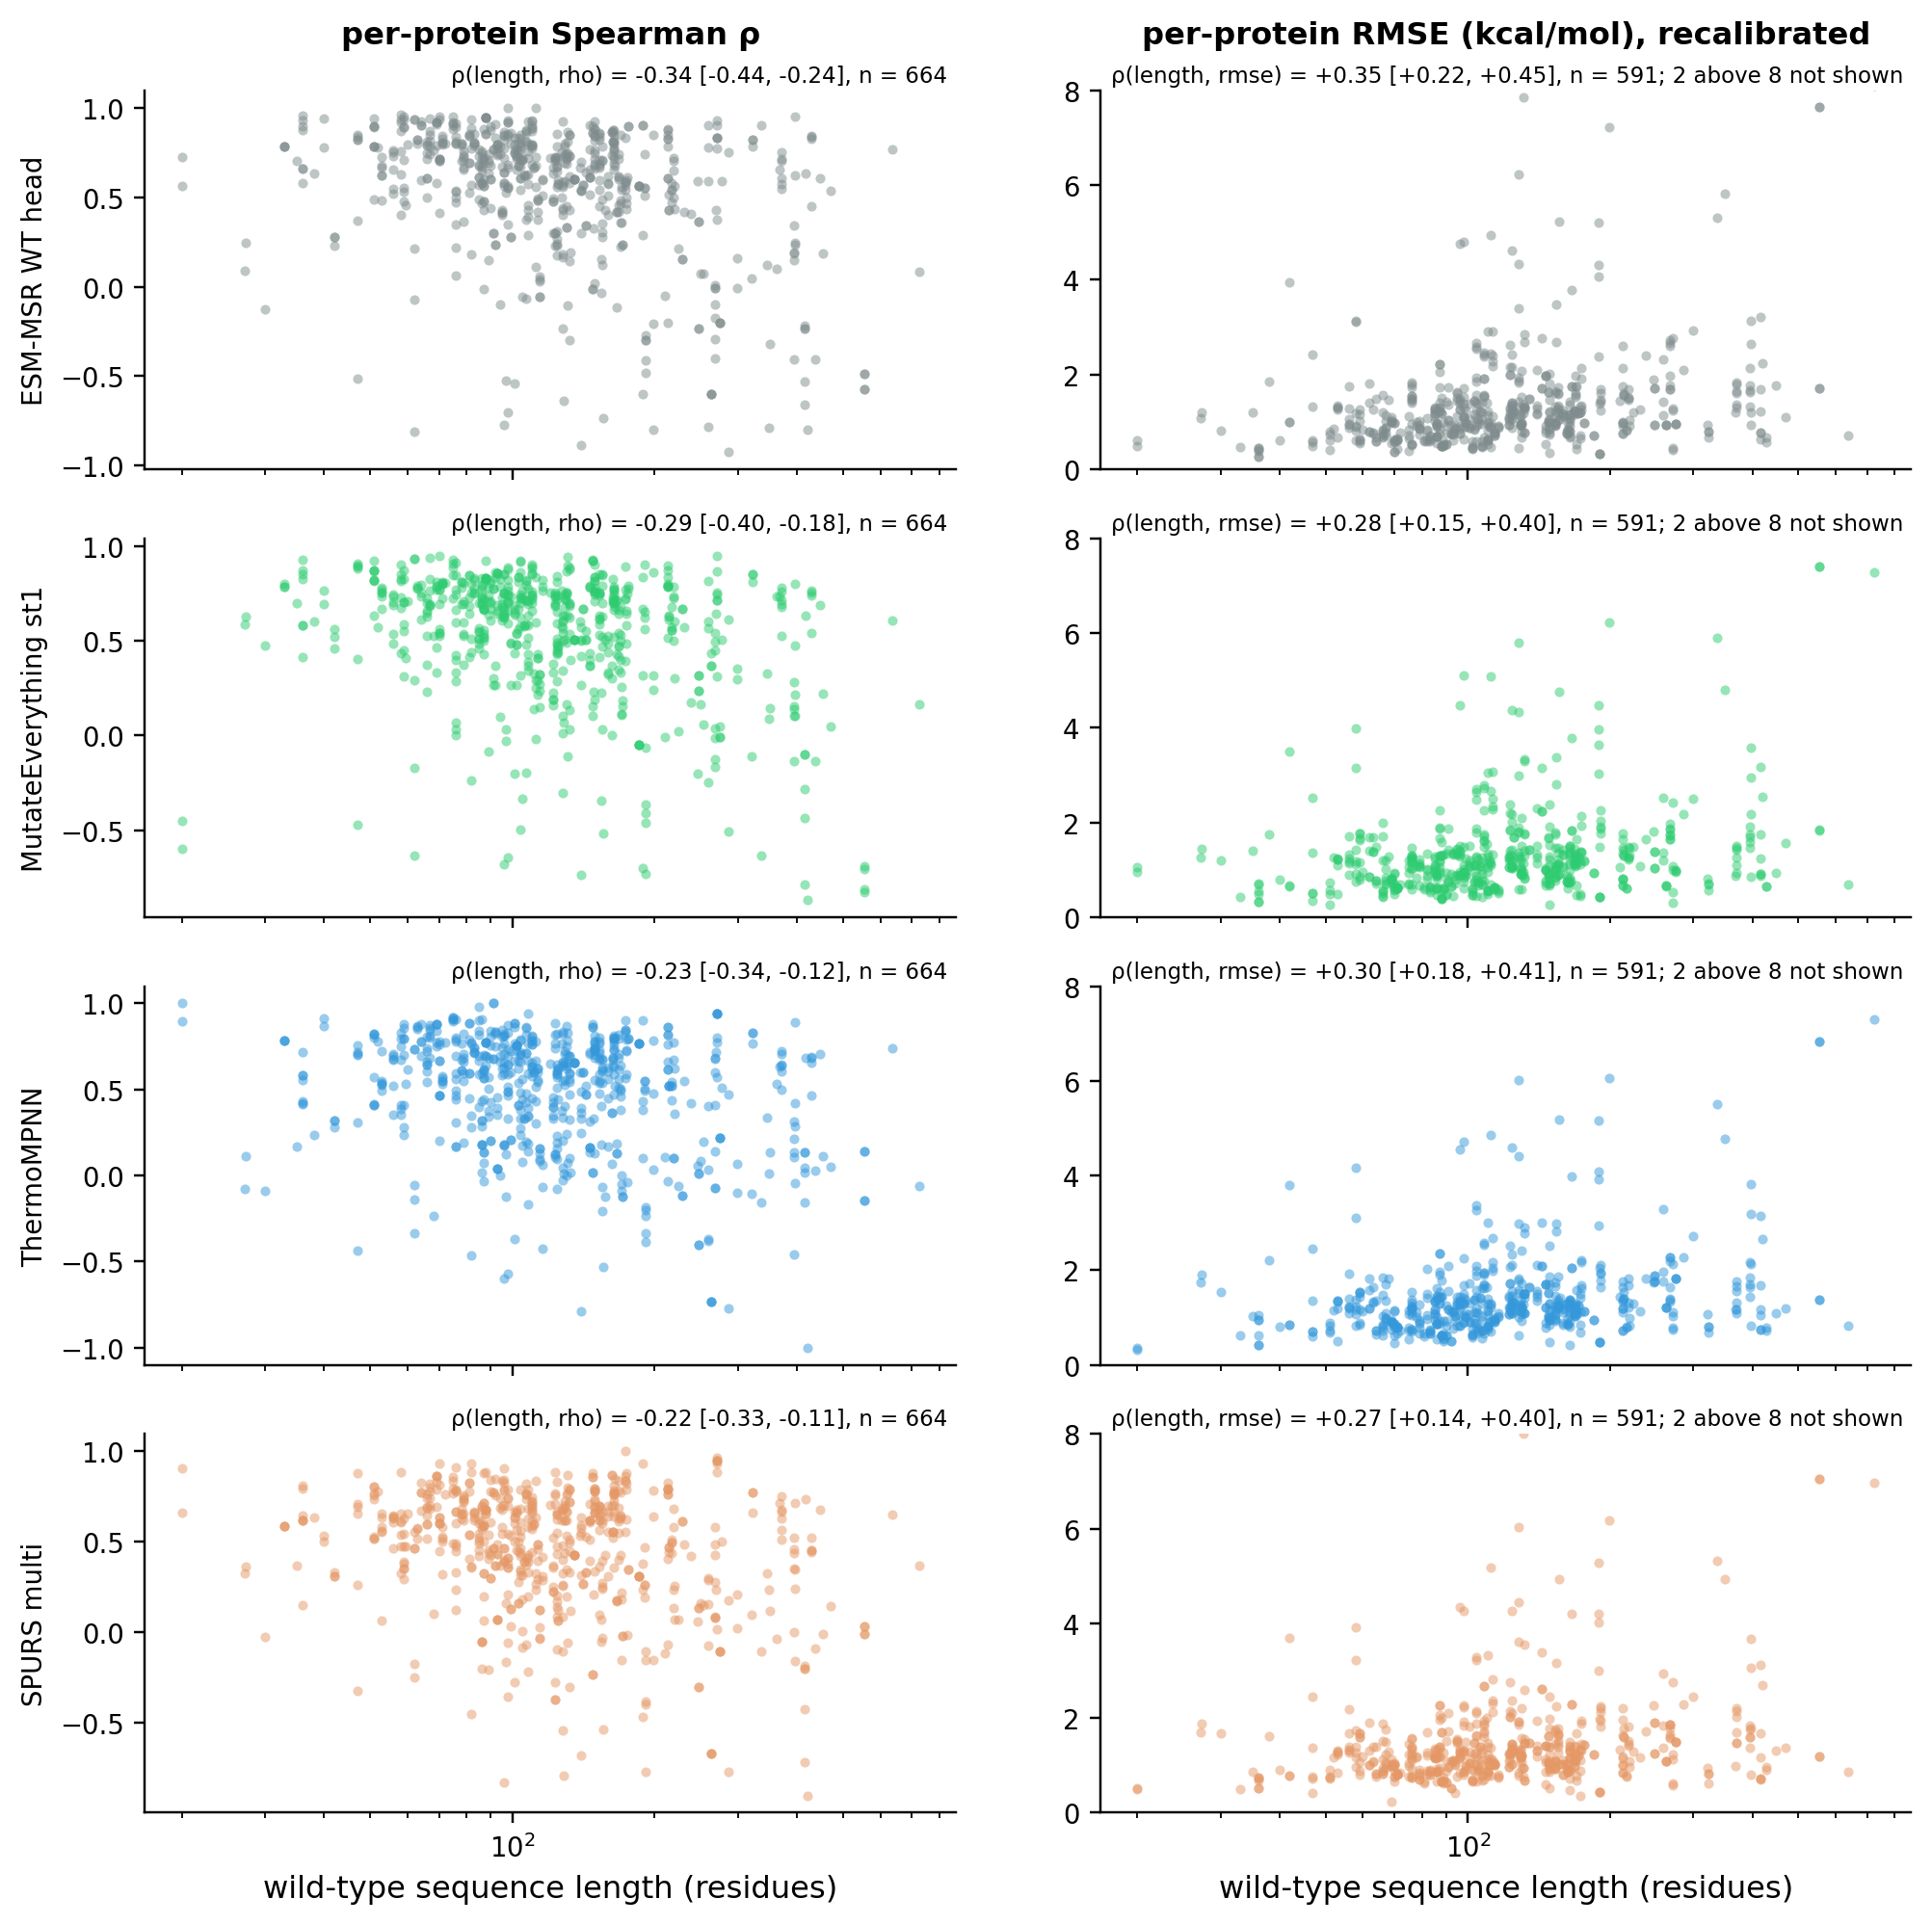 per-protein Spearman ρ
per-protein RMSE (kcal/mol), recalibrated
ρ(length, rho) = -0.34 [-0.44, -0.24], n = 664
ρ(length, rmse) = +0.35 [+0.22, +0.45], n = 591; 2 above 8 not shown
ESM-MSR WT head
1.0
0.5
0.0
−0.5
−1.0
8
6
4
2
0
ρ(length, rho) = -0.29 [-0.40, -0.18], n = 664
ρ(length, rmse) = +0.28 [+0.15, +0.40], n = 591; 2 above 8 not shown
MutateEverything st1
1.0
0.5
0.0
−0.5
8
6
4
2
0
ρ(length, rho) = -0.23 [-0.34, -0.12], n = 664
ρ(length, rmse) = +0.30 [+0.18, +0.41], n = 591; 2 above 8 not shown
ThermoMPNN
1.0
0.5
0.0
−0.5
−1.0
8
6
4
2
0
ρ(length, rho) = -0.22 [-0.33, -0.11], n = 664
ρ(length, rmse) = +0.27 [+0.14, +0.40], n = 591; 2 above 8 not shown
SPURS multi
1.0
0.5
0.0
−0.5
8
6
4
2
0
10²
10²
wild-type sequence length (residues)
wild-type sequence length (residues)